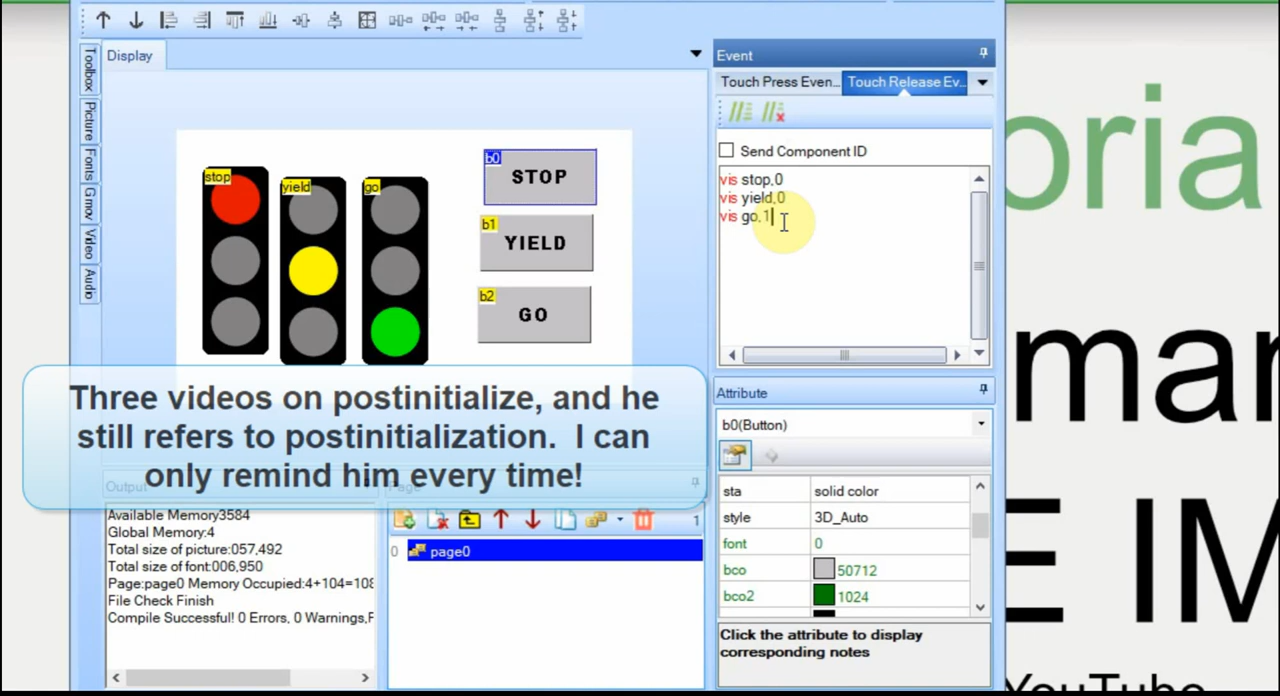 Display
Toolbox
Picture
Fonts
Gmov
Video
Audio
stop
yield
go
b0
STOP
b1
YIELD
b2
GO
Event
Touch Press Even...
Touch Release Ev...
Send Component ID
vis stop,0
vis yield,0
vis go,1
Three videos on postinitialize, and he
still refers to postinitialization. I can
only remind him every time!
Attribute
b0(Button)
sta solid color
style 3D_Auto
font 0
bco 50712
bco2 1024
Click the attribute to display
corresponding notes
Output
Available Memory3584
Global Memory:4
Total size of picture:057,492
Total size of font:006,950
Page:page0 Memory Occupied:4+104=108
File Check Finish
Compile Successful! 0 Errors, 0 Warnings,F
Page
1
0 page0
oria
mar
E IM
YouTube